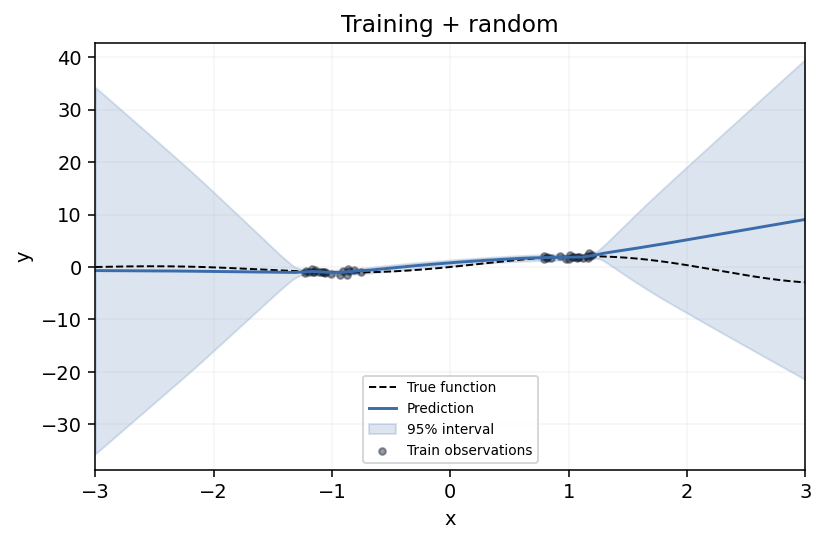 Training + random
40
30
20
10
0
−10
−20
−30
y
−3
−2
−1
0
1
2
3
x
True function
Prediction
95% interval
Train observations